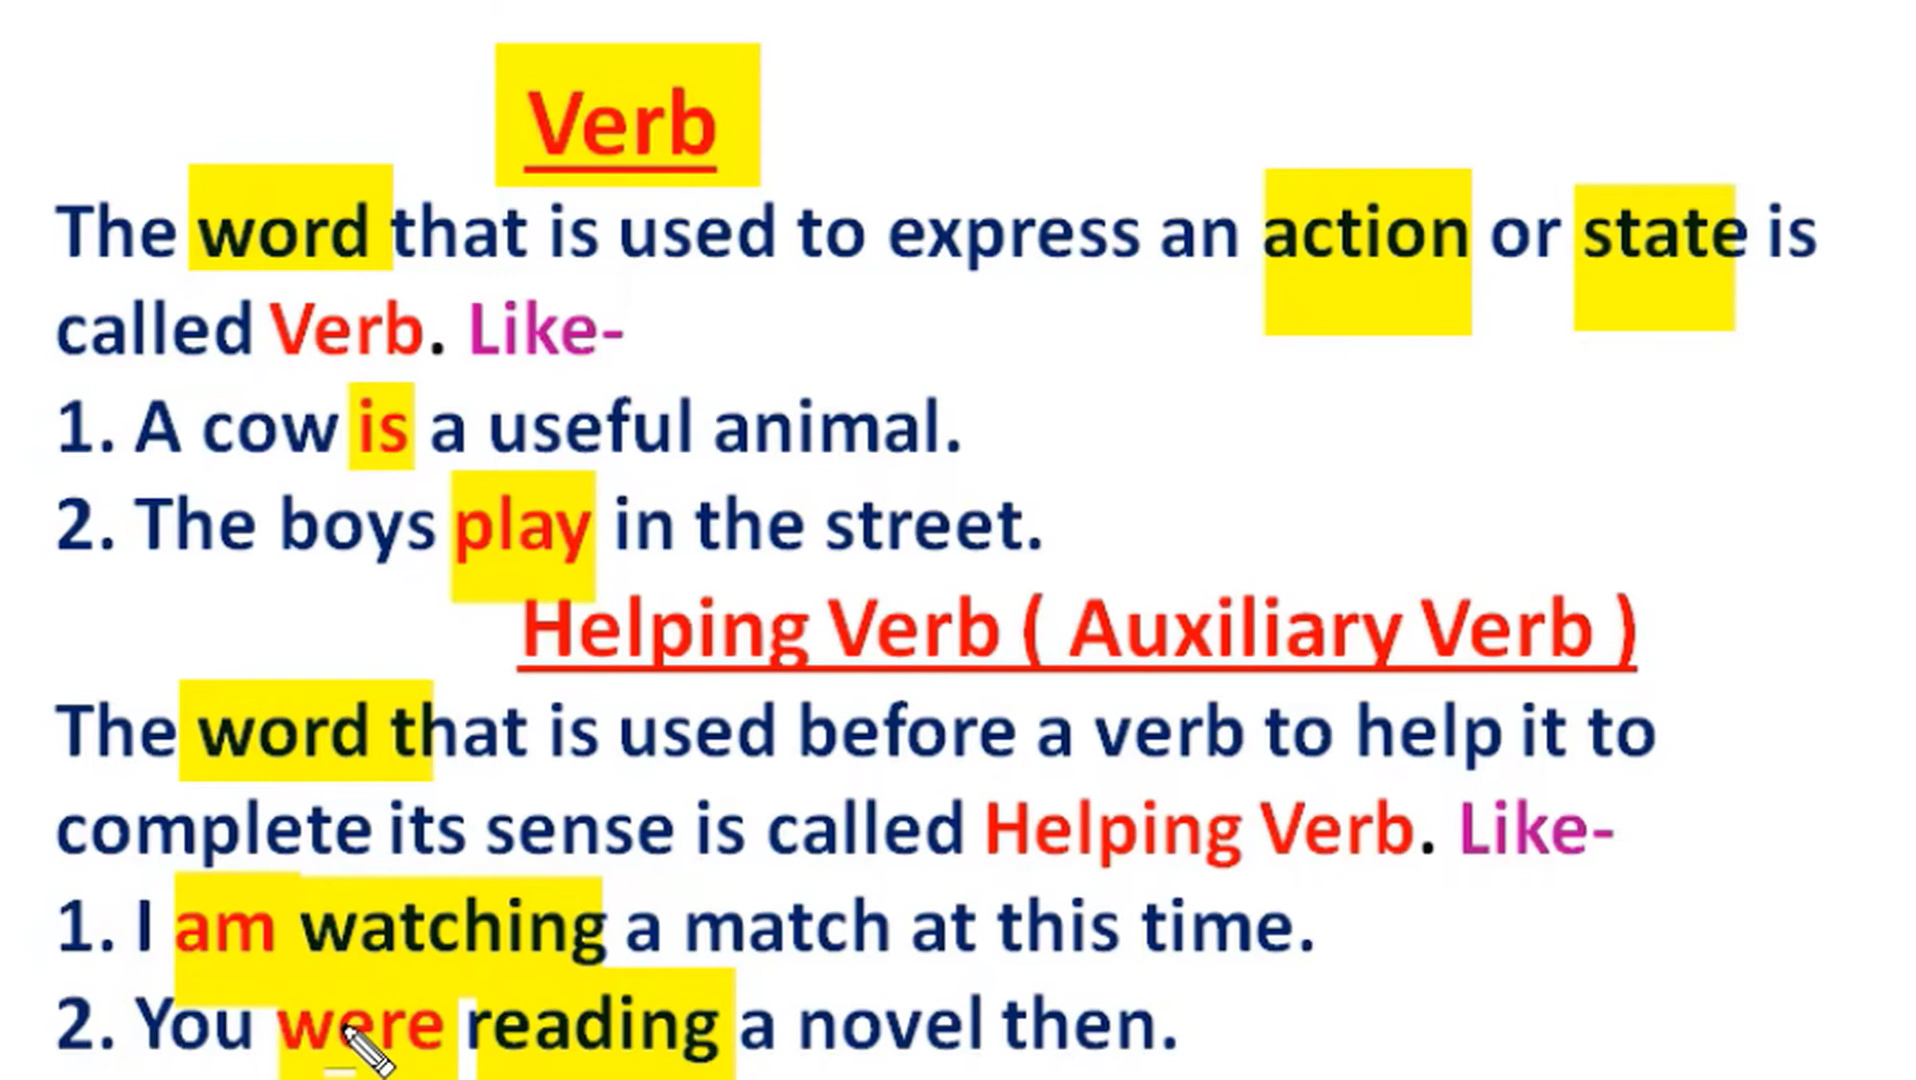 Verb
The word that is used to express an action or state is
called Verb. Like-
1. A cow is a useful animal.
2. The boys play in the street.
Helping Verb ( Auxiliary Verb )
The word that is used before a verb to help it to
complete its sense is called Helping Verb. Like-
1. I am watching a match at this time.
2. You were reading a novel then.